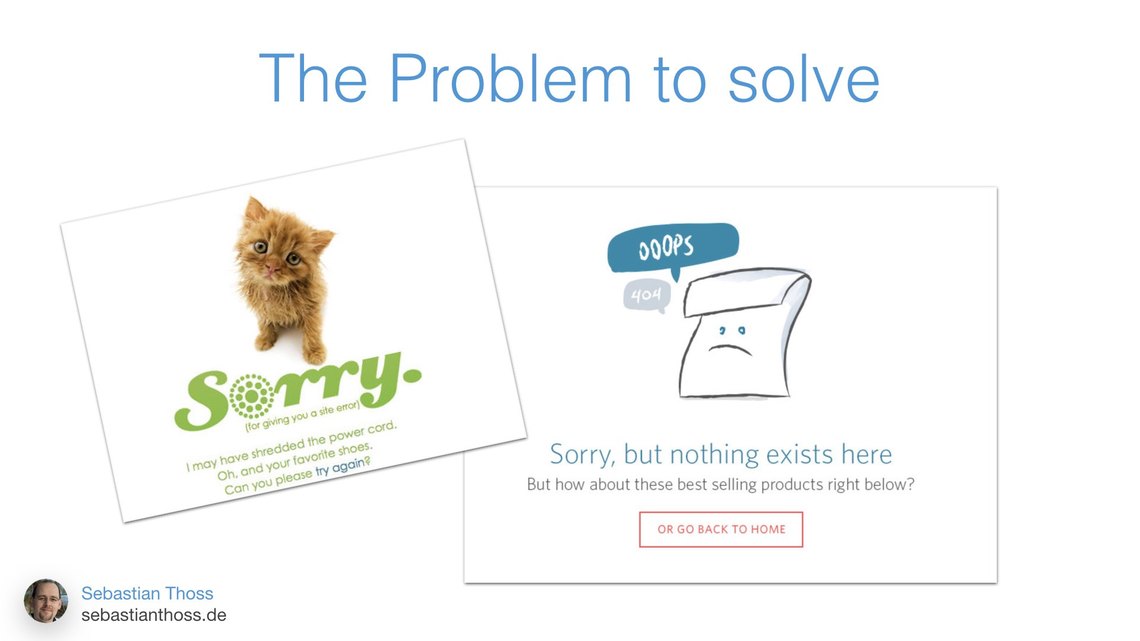 The Problem to solve
Sorry.
(for giving you a site error)
I may have shredded the power cord.
Oh, and your favorite shoes.
Can you please try again?
OOOPS
404
Sorry, but nothing exists here
But how about these best selling products right below?
OR GO BACK TO HOME
Sebastian Thoss
sebastianthoss.de